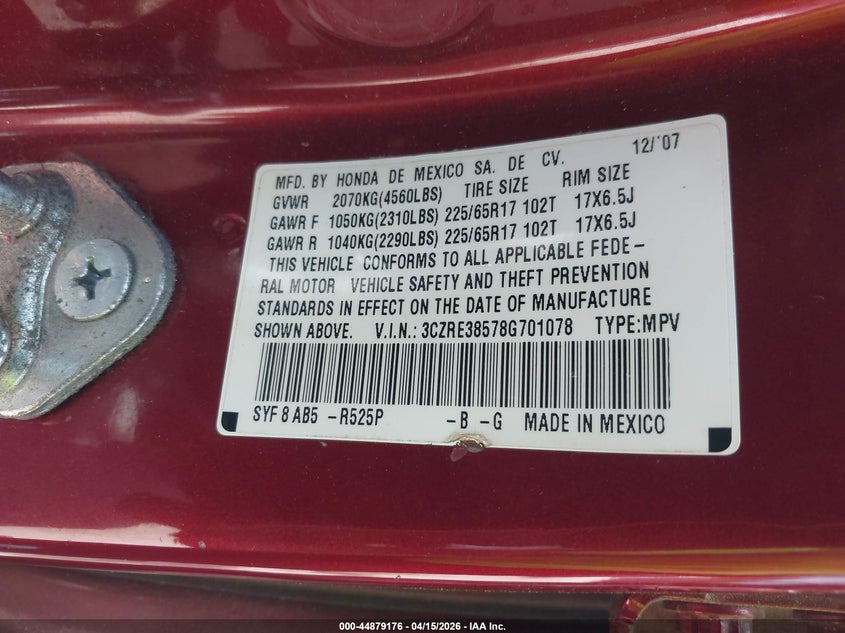 MFD. BY HONDA DE MEXICO SA. DE CV. 12/'07
GVWR 2070KG(4560LBS) TIRE SIZE RIM SIZE
GAWR F 1050KG(2310LBS) 225/65R17 102T 17X6.5J
GAWR R 1040KG(2290LBS) 225/65R17 102T 17X6.5J
THIS VEHICLE CONFORMS TO ALL APPLICABLE FEDE-
RAL MOTOR VEHICLE SAFETY AND THEFT PREVENTION
STANDARDS IN EFFECT ON THE DATE OF MANUFACTURE
SHOWN ABOVE. V.I.N.: 3CZRE38578G701078 TYPE:MPV
SYF 8 AB5 -R525P -B -G MADE IN MEXICO
000-44879176 - 04/15/2026 - IAA Inc.